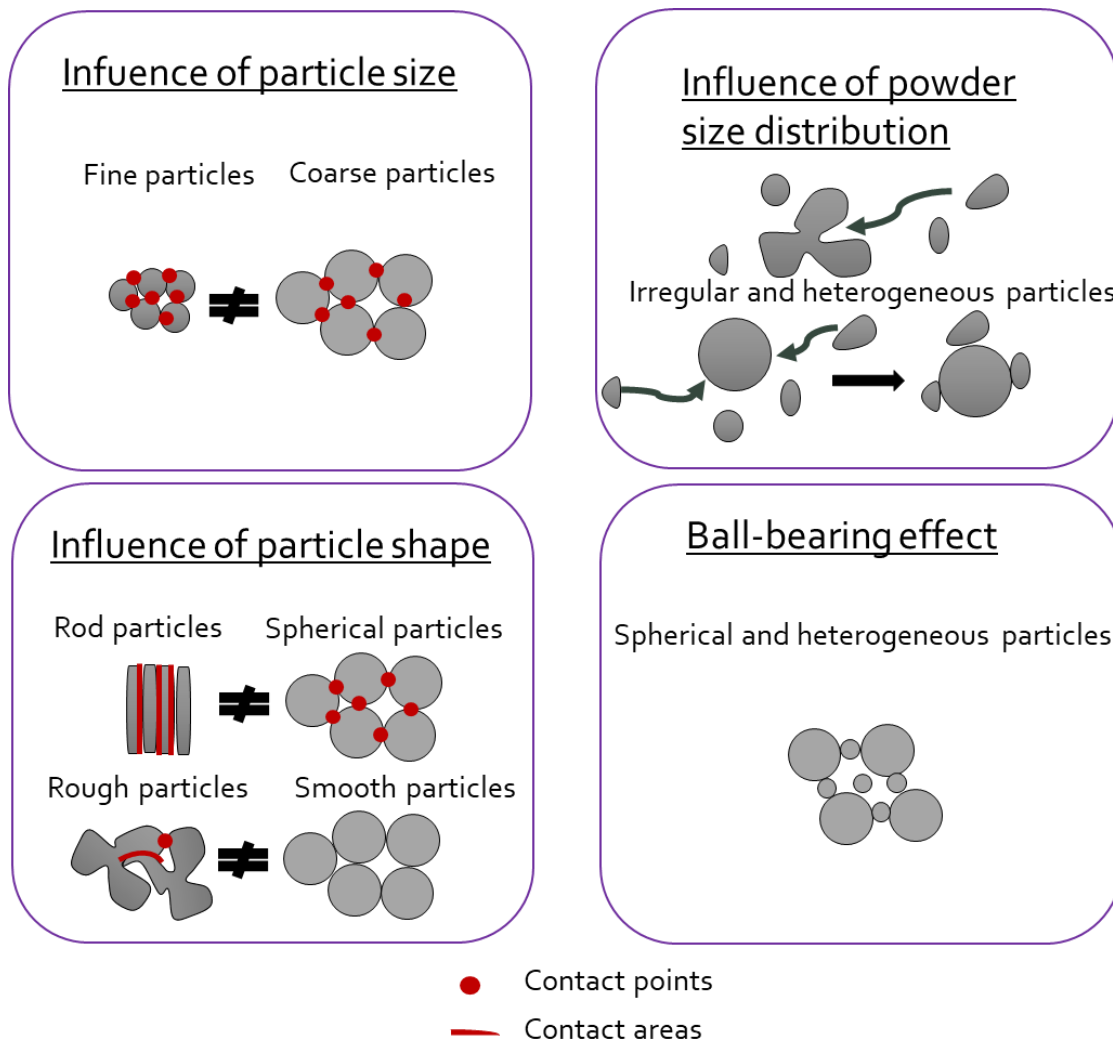 Infuence of particle size
Fine particles
Coarse particles
Influence of powder
size distribution
Irregular and heterogeneous particles
Influence of particle shape
Rod particles
Spherical particles
Rough particles
Smooth particles
Ball-bearing effect
Spherical and heterogeneous particles
Contact points
Contact areas